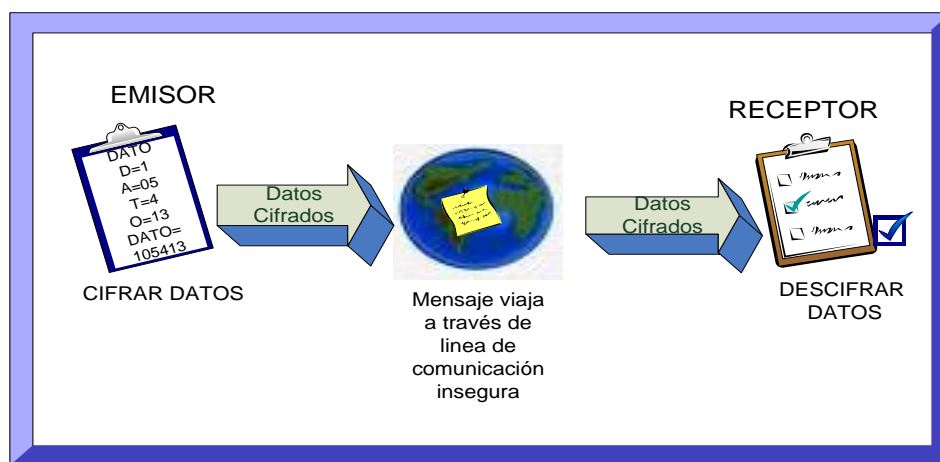 EMISOR
DATO
D=1
A=05
T=4
O=13
DATO=
105413
CIFRAR DATOS
Datos
Cifrados
Mensaje viaja
a través de
linea de
comunicación
insegura
Datos
Cifrados
RECEPTOR
DESCIFRAR
DATOS